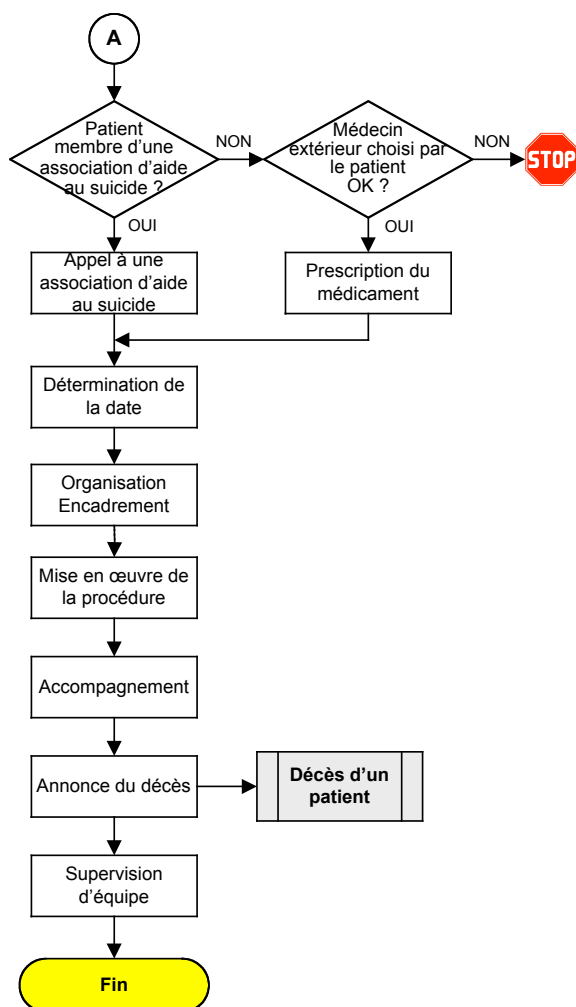 A
Patient
membre d'une
association d'aide
au suicide ?
NON
Médecin
extérieur choisi par
le patient
OK ?
NON
STOP
OUI
OUI
Appel à une
association d'aide
au suicide
Prescription du
médicament
Détermination de
la date
Organisation
Encadrement
Mise en œuvre de
la procédure
Accompagnement
Annonce du décès
Décès d'un
patient
Supervision
d'équipe
Fin